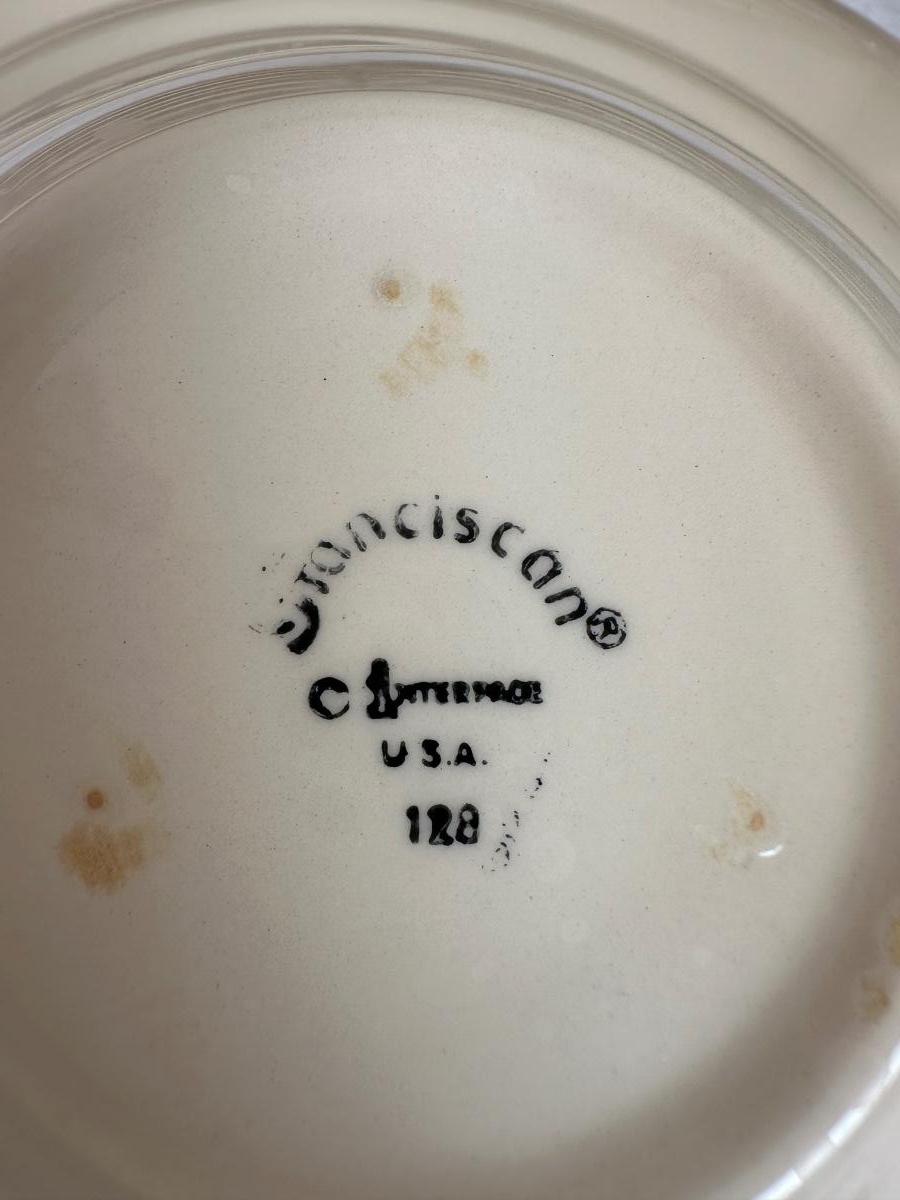 Franciscan®
C INTERPACE
U.S.A.
128